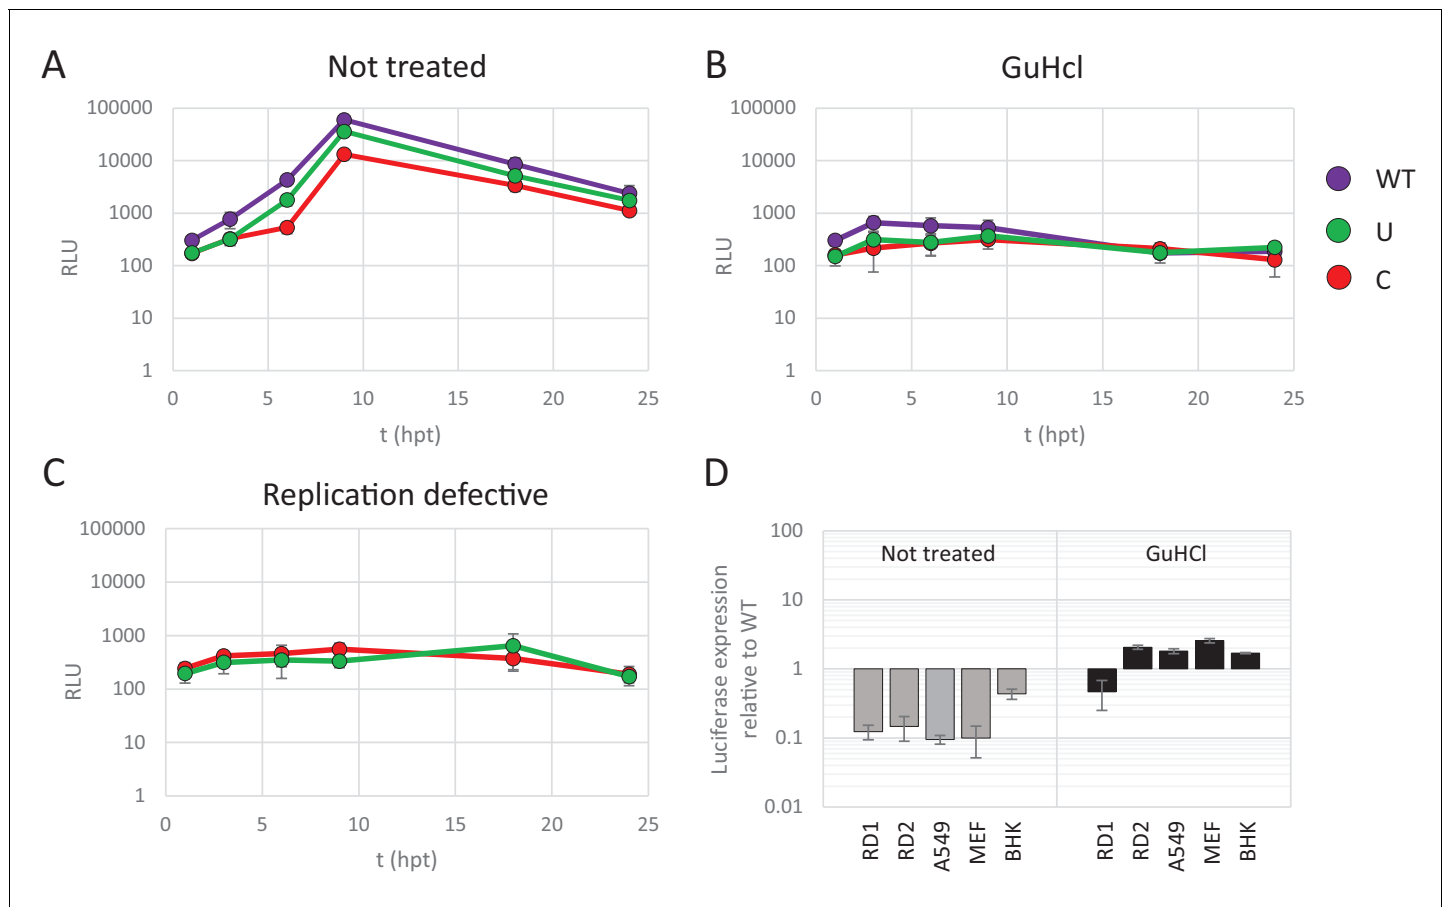 A
Not treated
100000
10000
1000
100
10
1
RLU
0 5 10 15 20 25
t (hpt)
B
GuHcl
100000
10000
1000
100
10
1
RLU
0 5 10 15 20 25
t (hpt)
WT
U
C
C
Replication defective
100000
10000
1000
100
10
1
RLU
0 5 10 15 20 25
t (hpt)
D
Luciferase expression
relative to WT
100
10
1
0.1
0.01
Not treated
GuHCl
RD1
RD2
A549
MEF
BHK
RD1
RD2
A549
MEF
BHK